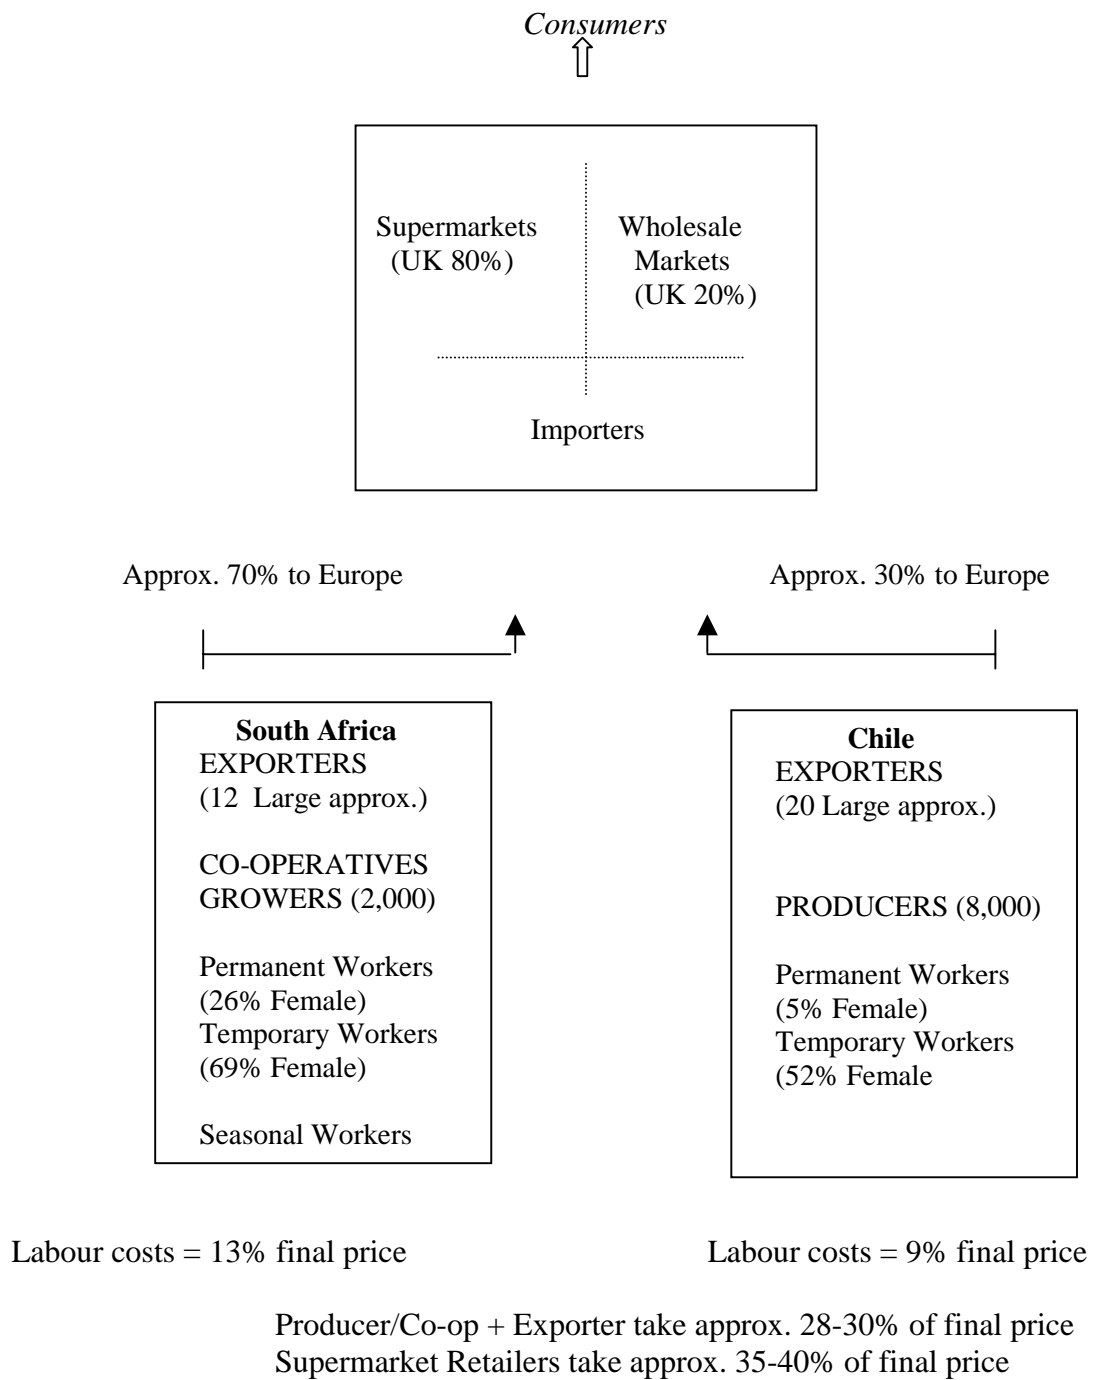 Consumers
Supermarkets
(UK 80%)
Wholesale
Markets
(UK 20%)
Importers
Approx. 70% to Europe
Approx. 30% to Europe
South Africa
EXPORTERS
(12 Large approx.)
CO-OPERATIVES
GROWERS (2,000)
Permanent Workers
(26% Female)
Temporary Workers
(69% Female)
Seasonal Workers
Chile
EXPORTERS
(20 Large approx.)
PRODUCERS (8,000)
Permanent Workers
(5% Female)
Temporary Workers
(52% Female
Labour costs = 13% final price
Labour costs = 9% final price
Producer/Co-op + Exporter take approx. 28-30% of final price
Supermarket Retailers take approx. 35-40% of final price